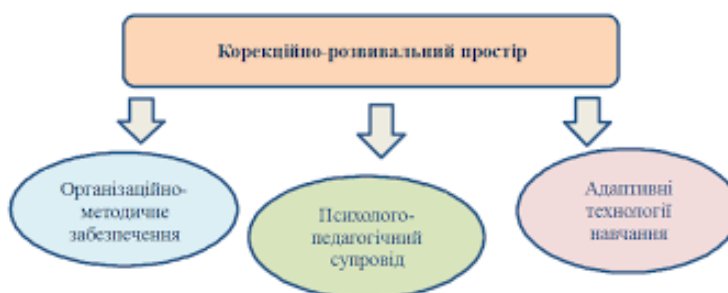 Корекційно-розвивальний простір
Організаційно-
методичне
забезпечення
Психолого-
педагогічний
супровід
Адаптивні
технології
навчання